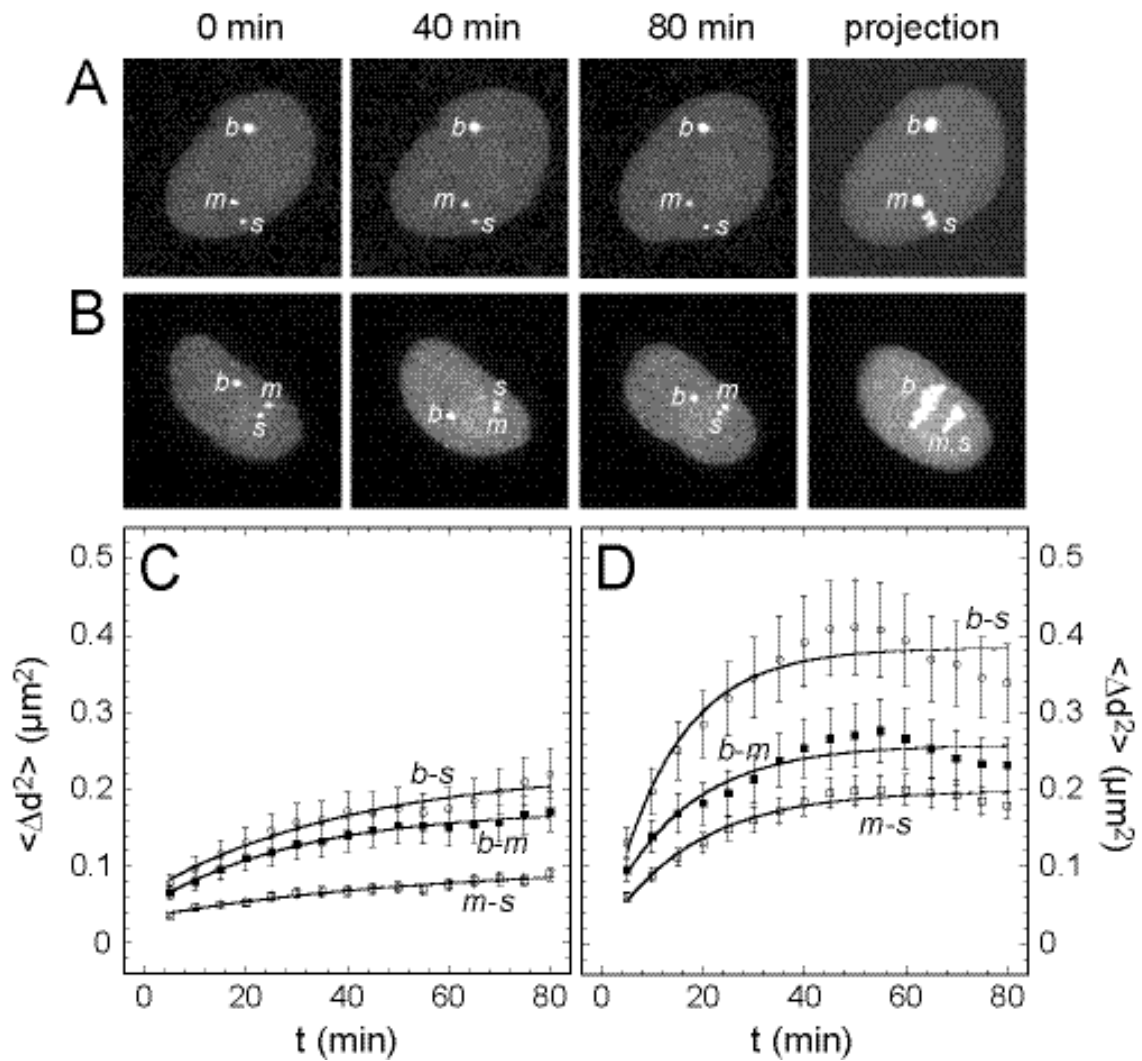 0 min 40 min 80 min projection
A b m s b m s b m s b m s
B b m s b s m b m s b m, s
C D
0.5 0.5
0.4 b-s 0.4
0.3 0.3
b-s b-m
0.2 0.2
b-m m-s
0.1 0.1
m-s
0 0
<Δd²> (μm²) <Δd²> (μm²)
0 20 40 60 80 0 20 40 60 80
t (min) t (min)